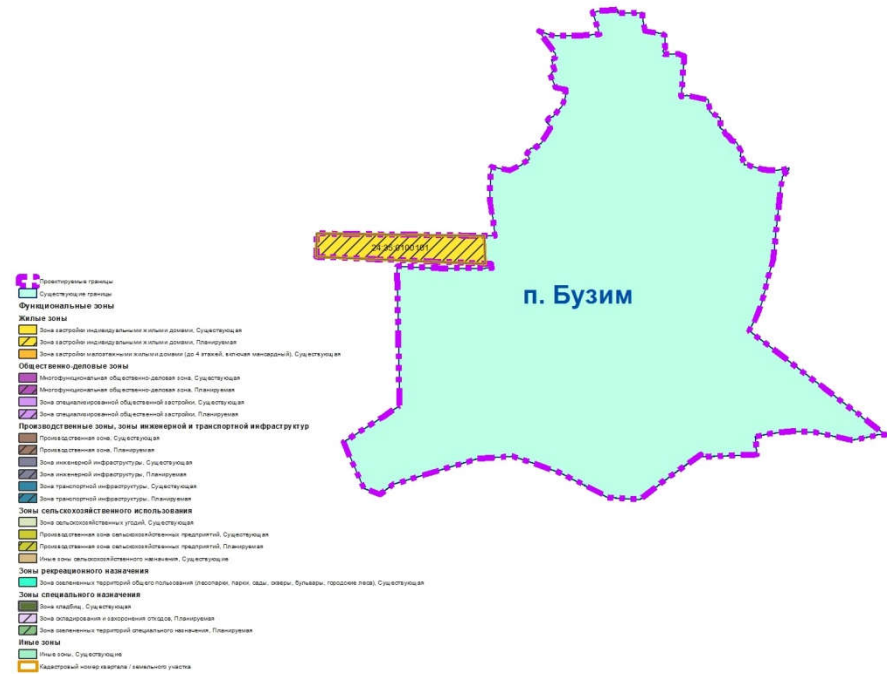 24:35:0100101
п. Бузим
Проектируемые границы
Существующие границы
Функциональные зоны
Жилые зоны
Зона застройки индивидуальными жилыми домами, Существующая
Зона застройки индивидуальными жилыми домами, Планируемая
Зона застройки малоэтажными жилыми домами (до 4 этажей, включая мансардный), Существующая
Общественно-деловые зоны
Многофункциональная общественно-деловая зона, Существующая
Многофункциональная общественно-деловая зона, Планируемая
Зона специализированной общественной застройки, Существующая
Зона специализированной общественной застройки, Планируемая
Производственные зоны, зоны инженерной и транспортной инфраструктур
Производственная зона, Существующая
Производственная зона, Планируемая
Зона инженерной инфраструктуры, Существующая
Зона инженерной инфраструктуры, Планируемая
Зона транспортной инфраструктуры, Существующая
Зона транспортной инфраструктуры, Планируемая
Зоны сельскохозяйственного использования
Зона сельскохозяйственных угодий, Существующая
Производственная зона сельскохозяйственных предприятий, Существующая
Производственная зона сельскохозяйственных предприятий, Планируемая
Иные зоны сельскохозяйственного назначения, Существующие
Зоны рекреационного назначения
Зона озелененных территорий общего пользования (лесопарки, парки, сады, скверы, бульвары, городские леса), Существующая
Зоны специального назначения
Зона кладбищ, Существующая
Зона складирования и захоронения отходов, Планируемая
Зона озелененных территорий специального назначения, Планируемая
Иные зоны
Иные зоны, Существующие
Кадастровый номер квартала / земельного участка